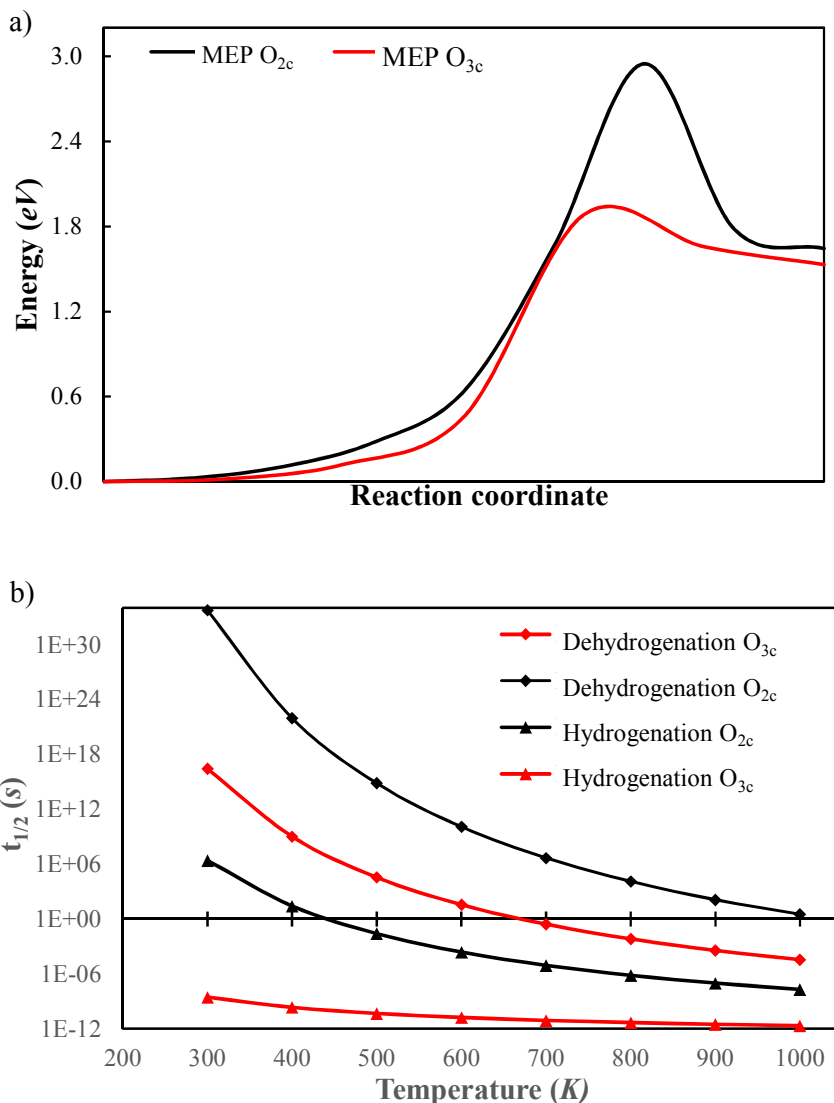 a)
MEP O2c
MEP O3c
3.0
2.4
1.8
1.2
0.6
0.0
Energy (eV)
Reaction coordinate
b)
1E+30
1E+24
1E+18
1E+12
1E+06
1E+00
1E-06
1E-12
t1/2 (s)
Dehydrogenation O3c
Dehydrogenation O2c
Hydrogenation O2c
Hydrogenation O3c
200 300 400 500 600 700 800 900 1000
Temperature (K)